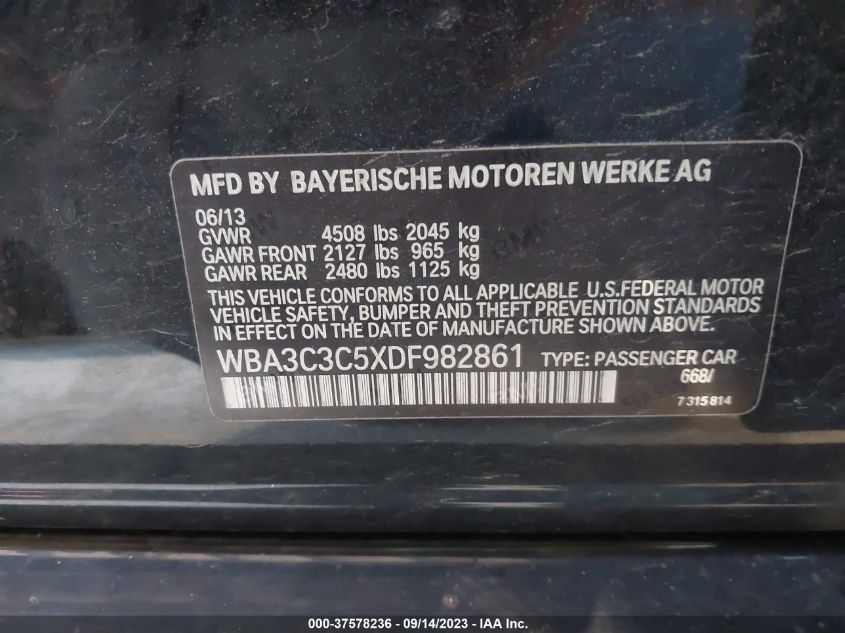 MFD BY BAYERISCHE MOTOREN WERKE AG
06/13
GVWR 4508 lbs 2045 kg
GAWR FRONT 2127 lbs 965 kg
GAWR REAR 2480 lbs 1125 kg
THIS VEHICLE CONFORMS TO ALL APPLICABLE U.S.FEDERAL MOTOR
VEHICLE SAFETY, BUMPER AND THEFT PREVENTION STANDARDS
IN EFFECT ON THE DATE OF MANUFACTURE SHOWN ABOVE.
WBA3C3C5XDF982861 TYPE: PASSENGER CAR
668/
7315814
000-37578236 - 09/14/2023 - IAA Inc.